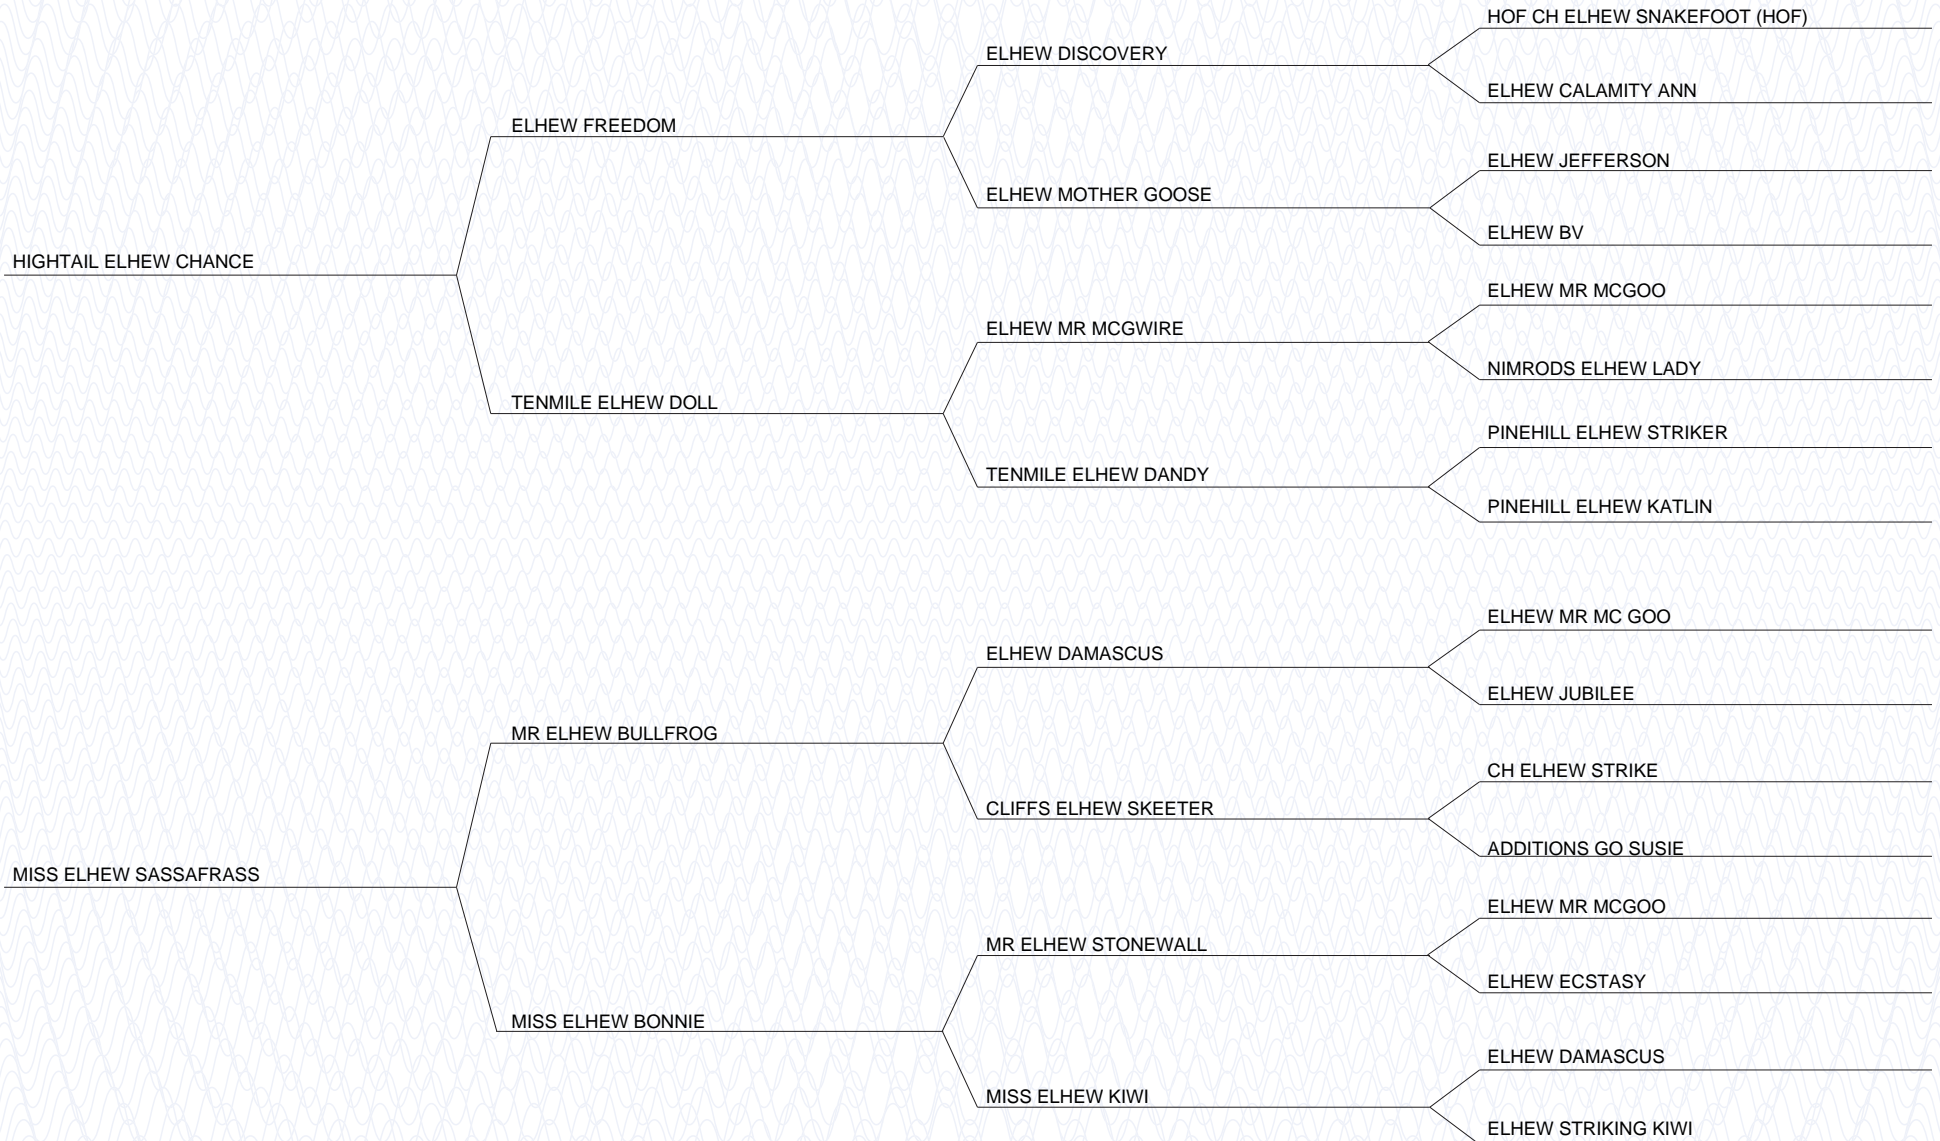 HOF CH ELHEW SNAKEFOOT (HOF)
ELHEW DISCOVERY
ELHEW CALAMITY ANN
ELHEW FREEDOM
ELHEW JEFFERSON
ELHEW MOTHER GOOSE
ELHEW BV
HIGHTAIL ELHEW CHANCE
ELHEW MR MCGOO
ELHEW MR MCGWIRE
NIMRODS ELHEW LADY
TENMILE ELHEW DOLL
PINEHILL ELHEW STRIKER
TENMILE ELHEW DANDY
PINEHILL ELHEW KATLIN
ELHEW MR MC GOO
ELHEW DAMASCUS
ELHEW JUBILEE
MR ELHEW BULLFROG
CH ELHEW STRIKE
CLIFFS ELHEW SKEETER
ADDITIONS GO SUSIE
MISS ELHEW SASSAFRASS
ELHEW MR MCGOO
MR ELHEW STONEWALL
ELHEW ECSTASY
MISS ELHEW BONNIE
ELHEW DAMASCUS
MISS ELHEW KIWI
ELHEW STRIKING KIWI